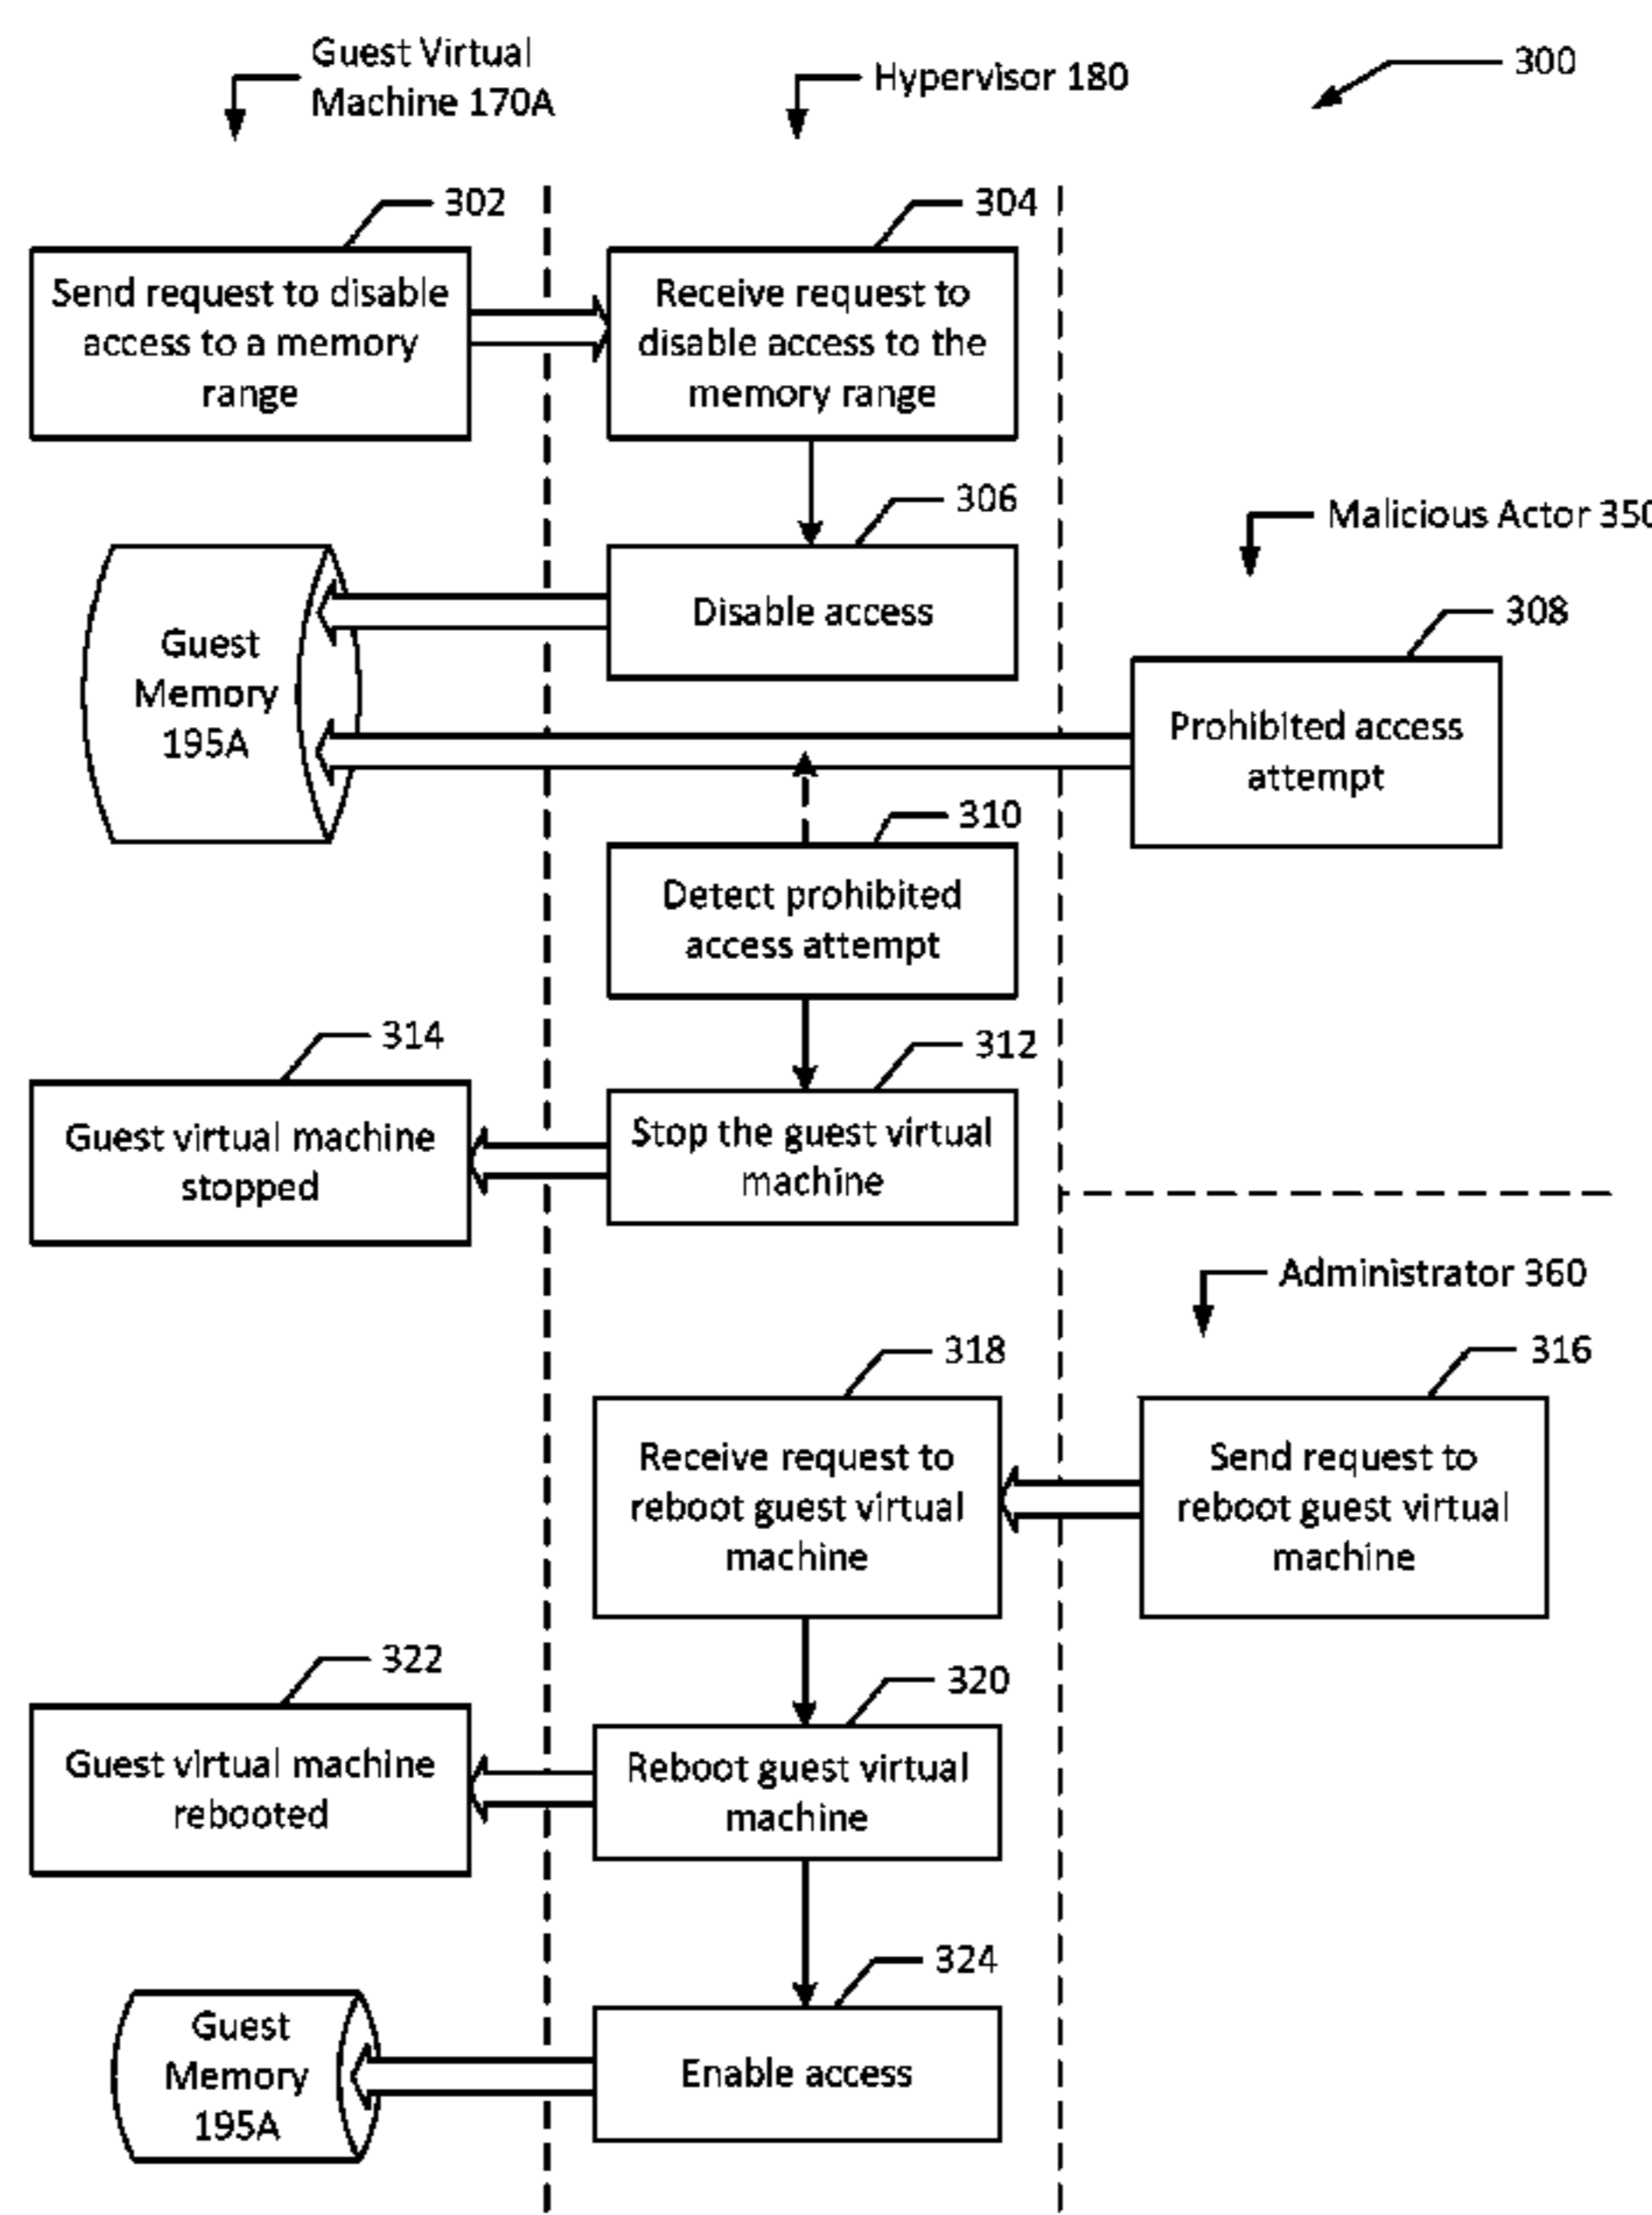 Guest Virtual
Machine 170A
Hypervisor 180
300
302
304
Send request to disable
access to a memory
range
Receive request to
disable access to the
memory range
306
Malicious Actor 350
Disable access
308
Guest
Memory
195A
Prohibited access
attempt
310
Detect prohibited
access attempt
314
312
Guest virtual machine
stopped
Stop the guest virtual
machine
Administrator 360
318
316
Receive request to
reboot guest virtual
machine
Send request to
reboot guest virtual
machine
322
320
Guest virtual machine
rebooted
Reboot guest virtual
machine
324
Guest
Memory
195A
Enable access